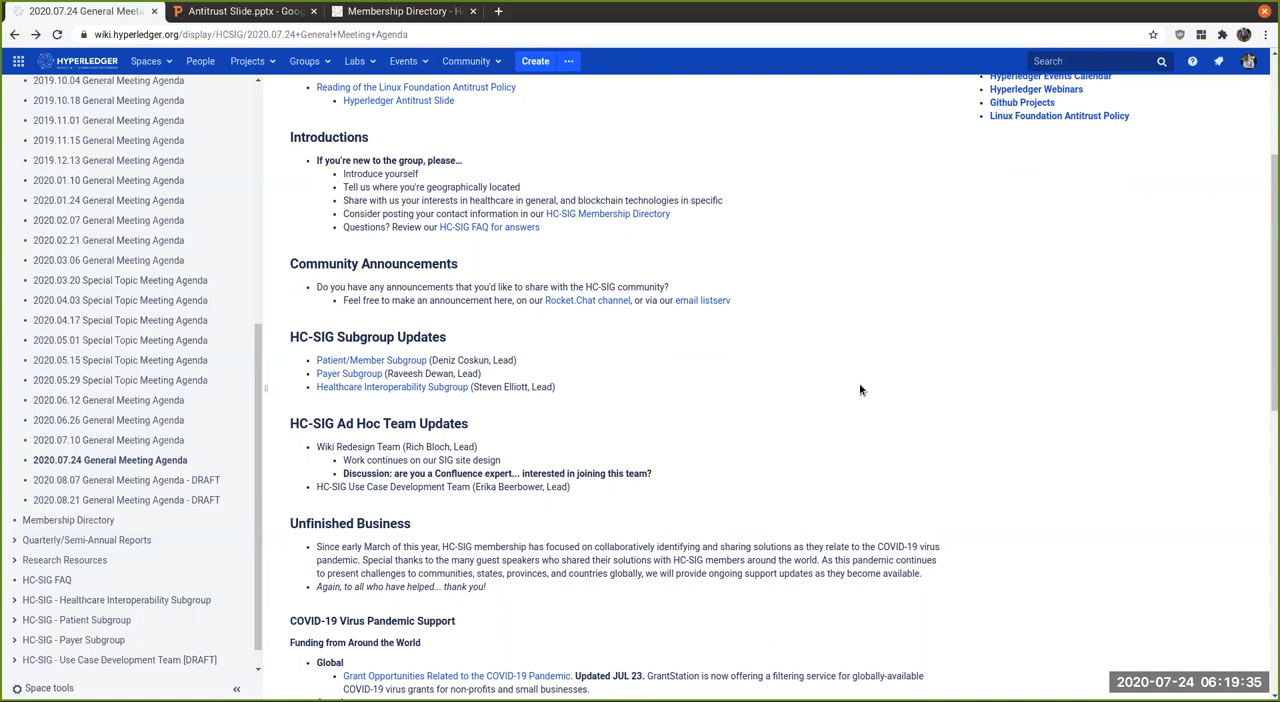 2020.07.24 General Meeti
Antitrust Slide.pptx - Goog
Membership Directory - H
wiki.hyperledger.org/display/HCSIG/2020.07.24+General+Meeting+Agenda
HYPERLEDGER
Spaces
People
Projects
Groups
Labs
Events
Community
Create
Search
2019.10.04 General Meeting Agenda
2019.10.18 General Meeting Agenda
2019.11.01 General Meeting Agenda
2019.11.15 General Meeting Agenda
2019.12.13 General Meeting Agenda
2020.01.10 General Meeting Agenda
2020.01.24 General Meeting Agenda
2020.02.07 General Meeting Agenda
2020.02.21 General Meeting Agenda
2020.03.06 General Meeting Agenda
2020.03.20 Special Topic Meeting Agenda
2020.04.03 Special Topic Meeting Agenda
2020.04.17 Special Topic Meeting Agenda
2020.05.01 Special Topic Meeting Agenda
2020.05.15 Special Topic Meeting Agenda
2020.05.29 Special Topic Meeting Agenda
2020.06.12 General Meeting Agenda
2020.06.26 General Meeting Agenda
2020.07.10 General Meeting Agenda
2020.07.24 General Meeting Agenda
2020.08.07 General Meeting Agenda - DRAFT
2020.08.21 General Meeting Agenda - DRAFT
Membership Directory
Quarterly/Semi-Annual Reports
Research Resources
HC-SIG FAQ
HC-SIG - Healthcare Interoperability Subgroup
HC-SIG - Patient Subgroup
HC-SIG - Payer Subgroup
HC-SIG - Use Case Development Team [DRAFT]
Space tools
Reading of the Linux Foundation Antitrust Policy
Hyperledger Antitrust Slide
Introductions
If you're new to the group, please…
Introduce yourself
Tell us where you're geographically located
Share with us your interests in healthcare in general, and blockchain technologies in specific
Consider posting your contact information in our HC-SIG Membership Directory
Questions? Review our HC-SIG FAQ for answers
Community Announcements
Do you have any announcements that you'd like to share with the HC-SIG community?
Feel free to make an announcement here, on our Rocket.Chat channel, or via our email listserv
HC-SIG Subgroup Updates
Patient/Member Subgroup (Deniz Coskun, Lead)
Payer Subgroup (Raveesh Dewan, Lead)
Healthcare Interoperability Subgroup (Steven Elliott, Lead)
HC-SIG Ad Hoc Team Updates
Wiki Redesign Team (Rich Bloch, Lead)
Work continues on our SIG site design
Discussion: are you a Confluence expert... interested in joining this team?
HC-SIG Use Case Development Team (Erika Beerbower, Lead)
Unfinished Business
Since early March of this year, HC-SIG membership has focused on collaboratively identifying and sharing solutions as they relate to the COVID-19 virus
pandemic. Special thanks to the many guest speakers who shared their solutions with HC-SIG members around the world. As this pandemic continues
to present challenges to communities, states, provinces, and countries globally, we will provide ongoing support updates as they become available.
Again, to all who have helped... thank you!
COVID-19 Virus Pandemic Support
Funding from Around the World
Global
Grant Opportunities Related to the COVID-19 Pandemic. Updated JUL 23. GrantStation is now offering a filtering service for globally-available
COVID-19 virus grants for non-profits and small businesses.
Hyperledger Events Calendar
Hyperledger Webinars
Github Projects
Linux Foundation Antitrust Policy
2020-07-24 06:19:35